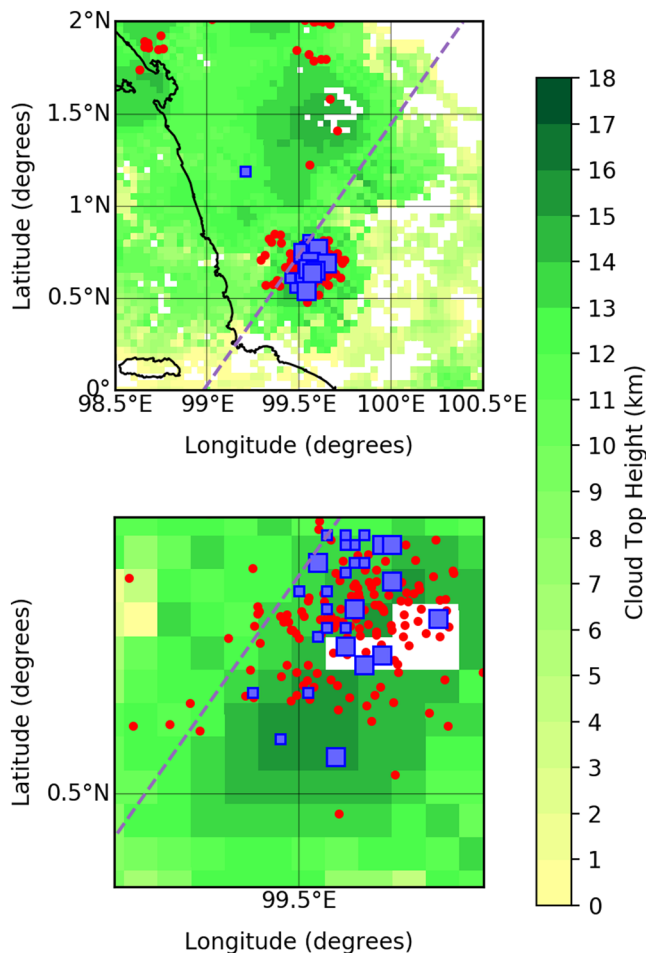 2°N
1.5°N
1°N
0.5°N
0°
98.5°E 99°E 99.5°E 100°E 100.5°E
Longitude (degrees)
Latitude (degrees)
0.5°N
99.5°E
Longitude (degrees)
Latitude (degrees)
18
17
16
15
14
13
12
11
10
9
8
7
6
5
4
3
2
1
0
Cloud Top Height (km)